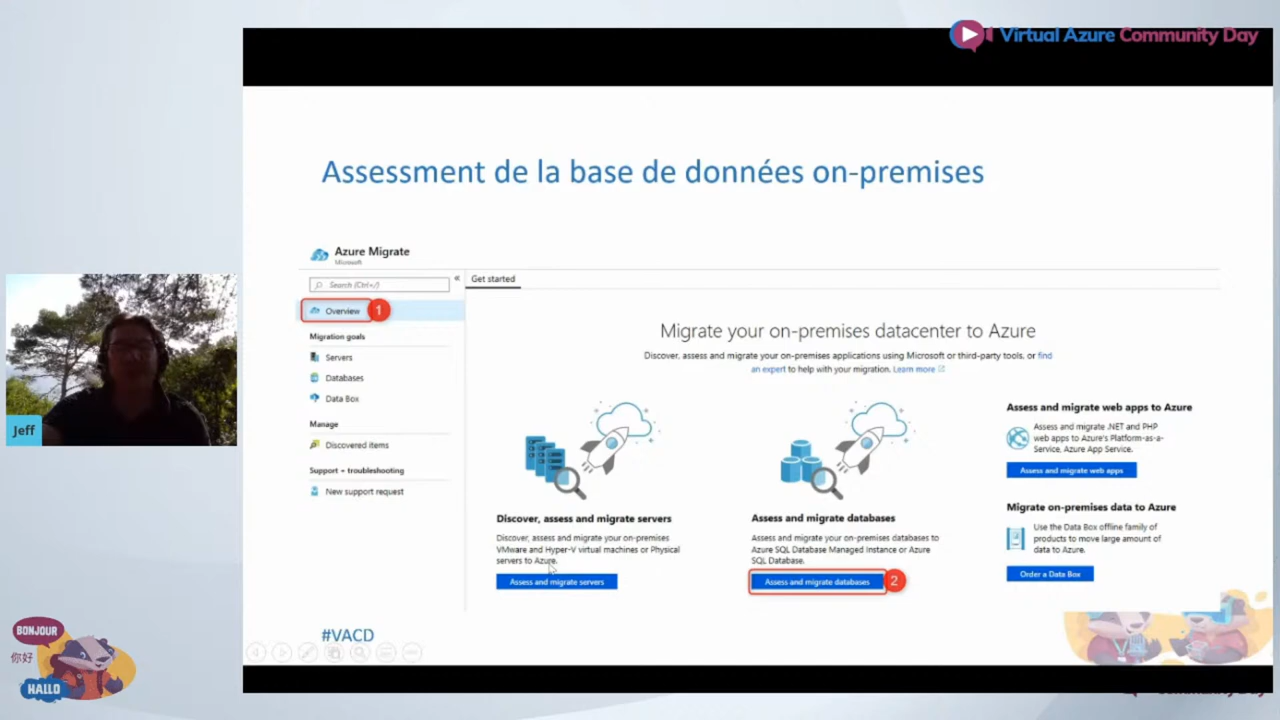 Virtual Azure Community Day
Assessment de la base de données on-premises
Azure Migrate
Microsoft
Search (Ctrl+/)
«
Get started
Overview
1
Migration goals
Servers
Databases
Data Box
Manage
Discovered items
Support + troubleshooting
New support request
Migrate your on-premises datacenter to Azure
Discover, assess and migrate your on-premises applications using Microsoft or third-party tools, or find
an expert to help with your migration. Learn more
Discover, assess and migrate servers
Discover, assess and migrate your on-premises
VMware and Hyper-V virtual machines or Physical
servers to Azure.
Assess and migrate servers
Assess and migrate databases
Assess and migrate your on-premises databases to
Azure SQL Database Managed Instance or Azure
SQL Database.
Assess and migrate databases
2
Assess and migrate web apps to Azure
Assess and migrate .NET and PHP
web apps to Azure's Platform-as-a-
Service, Azure App Service.
Assess and migrate web apps
Migrate on-premises data to Azure
Use the Data Box offline family of
products to move large amount of
data to Azure.
Order a Data Box
Jeff
#VACD
BONJOUR
你好
HALLO
Community Day